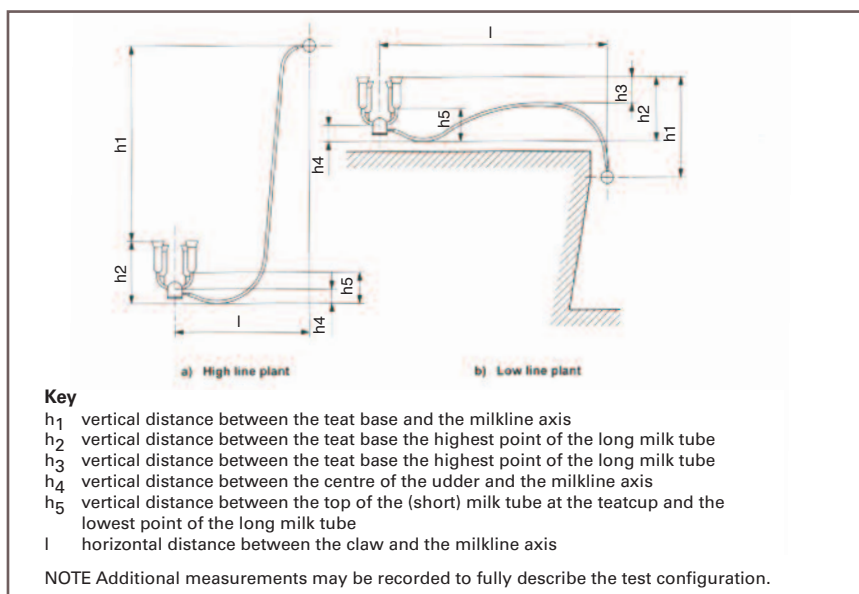 l
h1
h2
h5
h4
l
a) High line plant
l
h3
h2
h1
h5
h4
b) Low line plant
Key
h1 vertical distance between the teat base and the milkline axis
h2 vertical distance between the teat base the highest point of the long milk tube
h3 vertical distance between the teat base the highest point of the long milk tube
h4 vertical distance between the centre of the udder and the milkline axis
h5 vertical distance between the top of the (short) milk tube at the teatcup and the
lowest point of the long milk tube
l horizontal distance between the claw and the milkline axis
NOTE Additional measurements may be recorded to fully describe the test configuration.